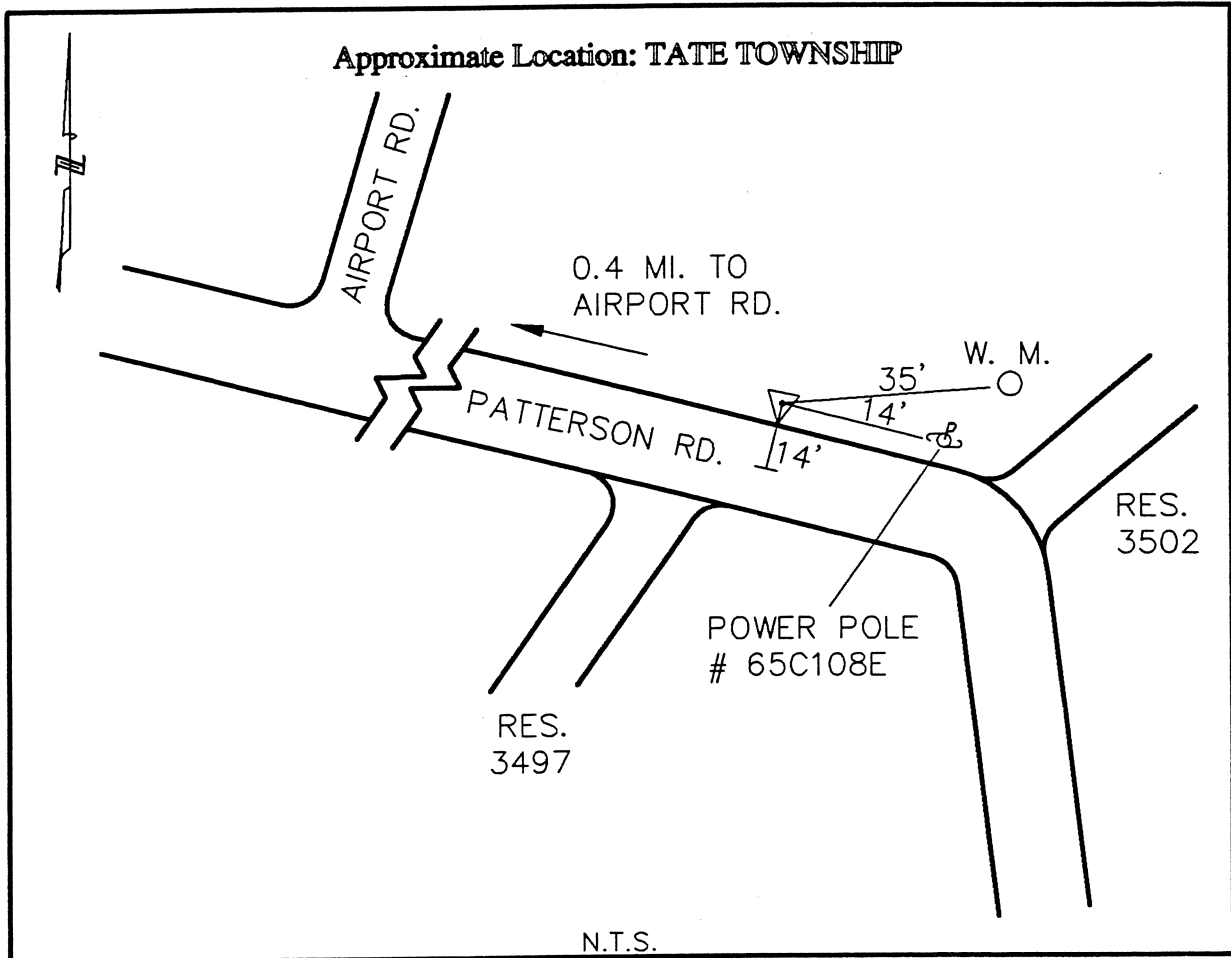 Approximate Location: TATE TOWNSHIP
N
AIRPORT RD.
0.4 MI. TO
AIRPORT RD.
W. M.
35'
14'
P
PATTERSON RD.
14'
RES.
3502
POWER POLE
# 65C108E
RES.
3497
N.T.S.